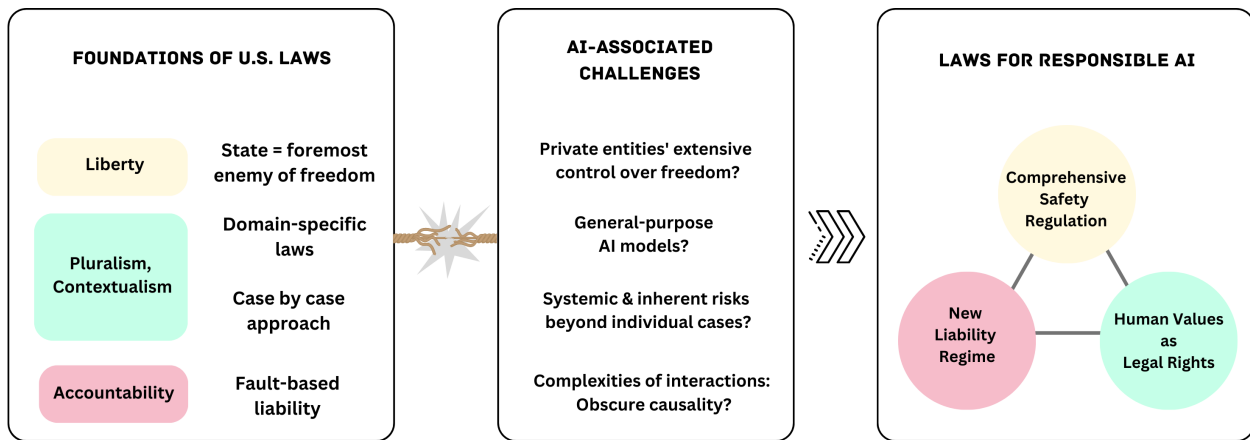 FOUNDATIONS OF U.S. LAWS
Liberty
State = foremost
enemy of freedom
Pluralism,
Contextualism
Domain-specific
laws
Case by case
approach
Accountability
Fault-based
liability
AI-ASSOCIATED
CHALLENGES
Private entities' extensive
control over freedom?
General-purpose
AI models?
Systemic & inherent risks
beyond individual cases?
Complexities of interactions:
Obscure causality?
LAWS FOR RESPONSIBLE AI
Comprehensive
Safety
Regulation
New
Liability
Regime
Human Values
as
Legal Rights